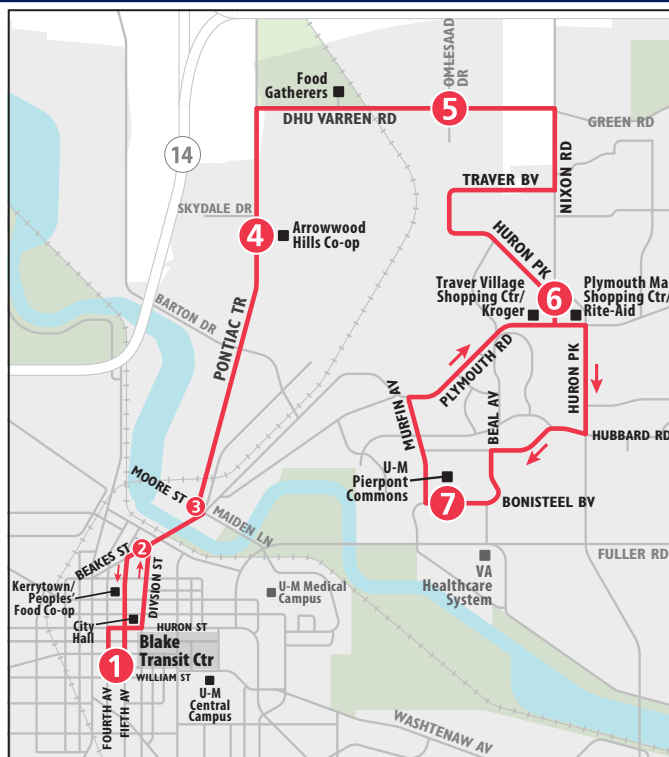 Food
Gatherers
OMLESAAD
DR
5
DHU VARREN RD
GREEN RD
14
NIXON RD
TRAVER BV
SKYDALE DR
4
Arrowwood
Hills Co-op
HURON PK
Traver Village
Shopping Ctr/
Kroger
6
Plymouth Ma
Shopping Ctr/
Rite-Aid
BARTON DR
PONTIAC TR
PLYMOUTH RD
HURON PK
MURFIN AV
BEAL AV
HUBBARD RD
U-M
Pierpont
Commons
7
BONISTEEL BV
MOORE ST
3
MAIDEN LN
BEAKES ST
2
FULLER RD
DIVSION ST
Kerrytown/
Peoples'
Food Co-op
U-M Medical
Campus
VA
Healthcare
System
City
Hall
HURON ST
1
Blake
Transit Ctr
WILLIAM ST
FOURTH AV
FIFTH AV
U-M
Central
Campus
WASHTENAW AV